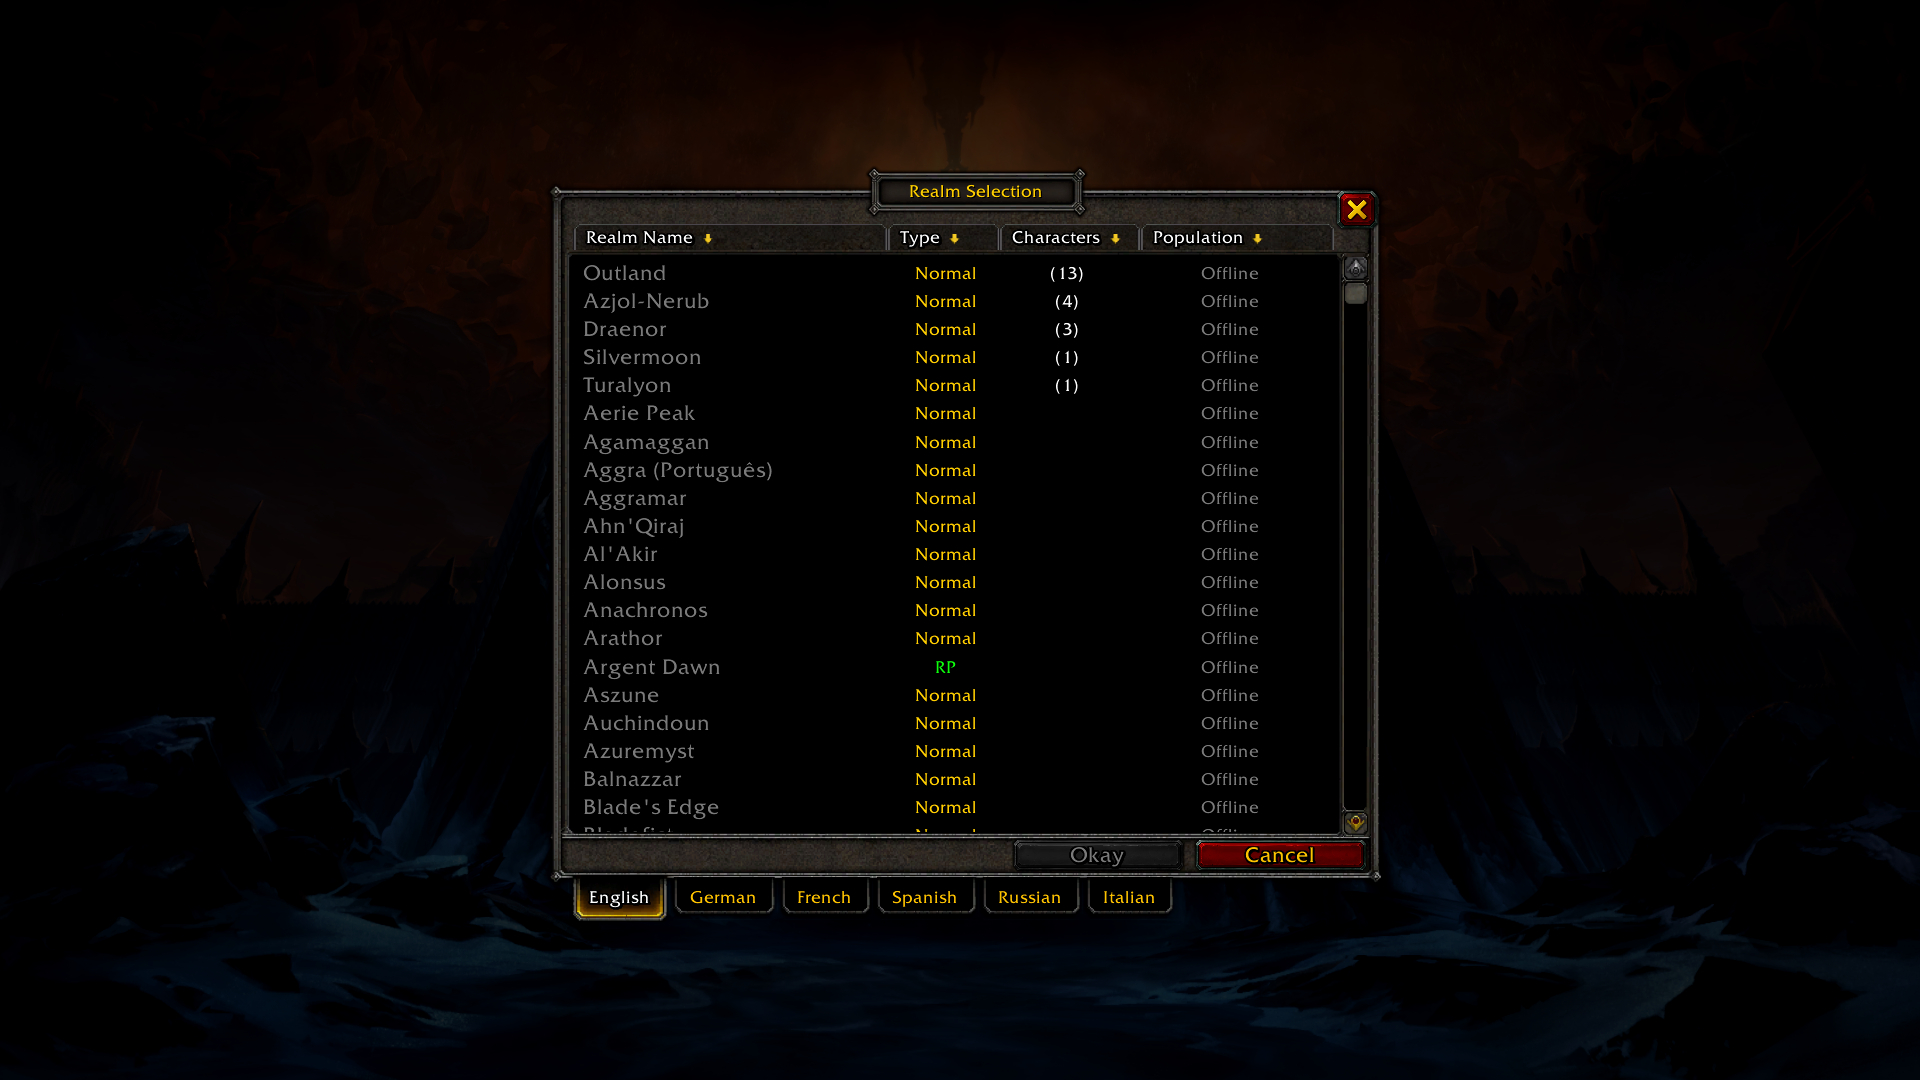 Realm Selection
Realm Name Type Characters Population
Outland Normal (13) Offline
Azjol-Nerub Normal (4) Offline
Draenor Normal (3) Offline
Silvermoon Normal (1) Offline
Turalyon Normal (1) Offline
Aerie Peak Normal Offline
Agamaggan Normal Offline
Aggra (Português) Normal Offline
Aggramar Normal Offline
Ahn'Qiraj Normal Offline
Al'Akir Normal Offline
Alonsus Normal Offline
Anachronos Normal Offline
Arathor Normal Offline
Argent Dawn RP Offline
Aszune Normal Offline
Auchindoun Normal Offline
Azuremyst Normal Offline
Balnazzar Normal Offline
Blade's Edge Normal Offline
Okay Cancel
English German French Spanish Russian Italian